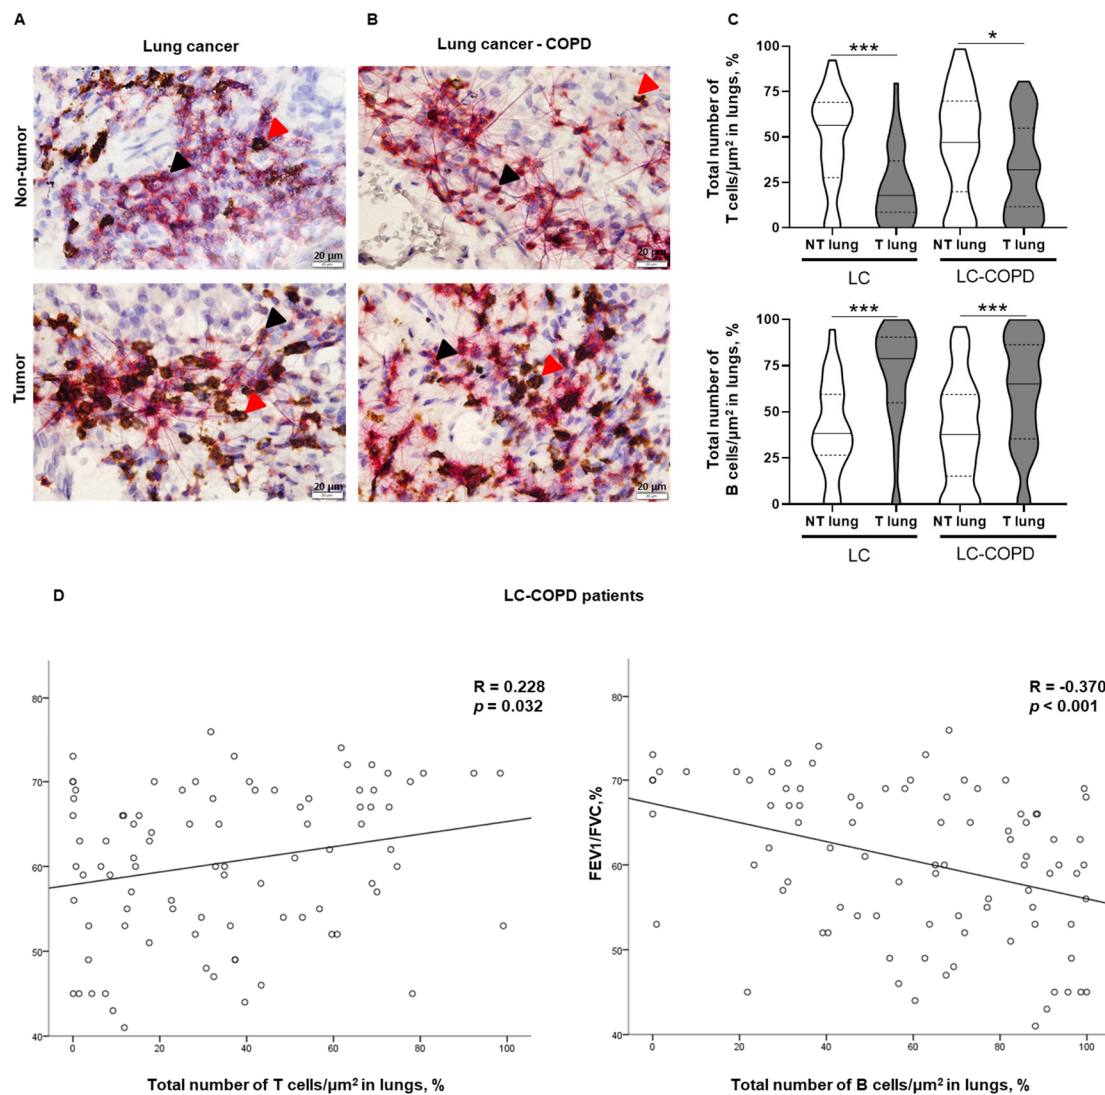 A
B
C
Lung cancer
Lung cancer - COPD
Non-tumor
20 µm
20 µm
Tumor
20 µm
20 µm
Total number of
T cells/µm² in lungs, %
100
75
50
25
0
***
*
NT lung
T lung
NT lung
T lung
LC
LC-COPD
Total number of
B cells/µm² in lungs, %
100
75
50
25
0
***
***
NT lung
T lung
NT lung
T lung
LC
LC-COPD
D
LC-COPD patients
R = 0.228
p = 0.032
80
70
60
50
40
0
20
40
60
80
100
Total number of T cells/µm² in lungs, %
R = -0.370
p < 0.001
FEV1/FVC,%
80
70
60
50
40
0
20
40
60
80
100
Total number of B cells/µm² in lungs, %